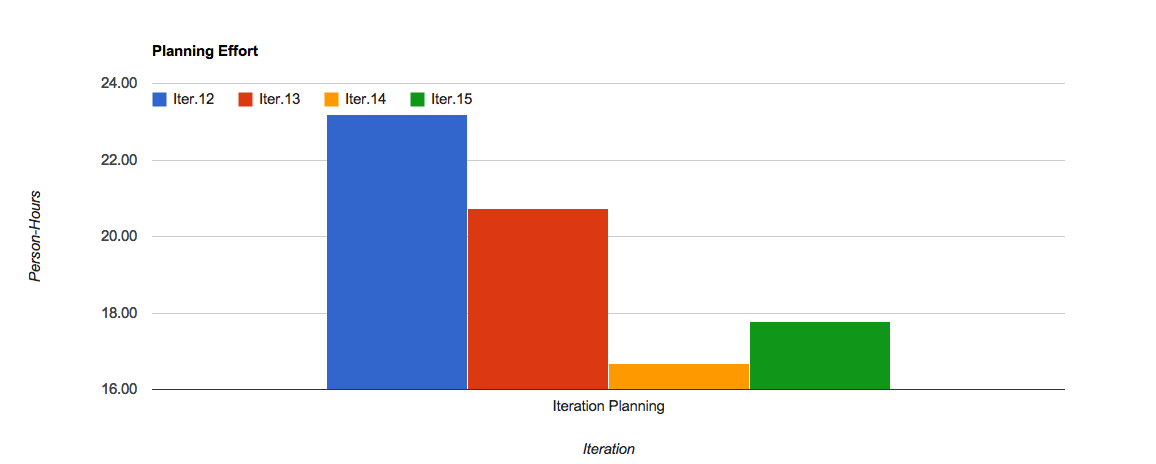 Planning Effort
24.00
Iter.12 Iter.13 Iter.14 Iter.15
22.00
Person-Hours
20.00
18.00
16.00
Iteration Planning
Iteration